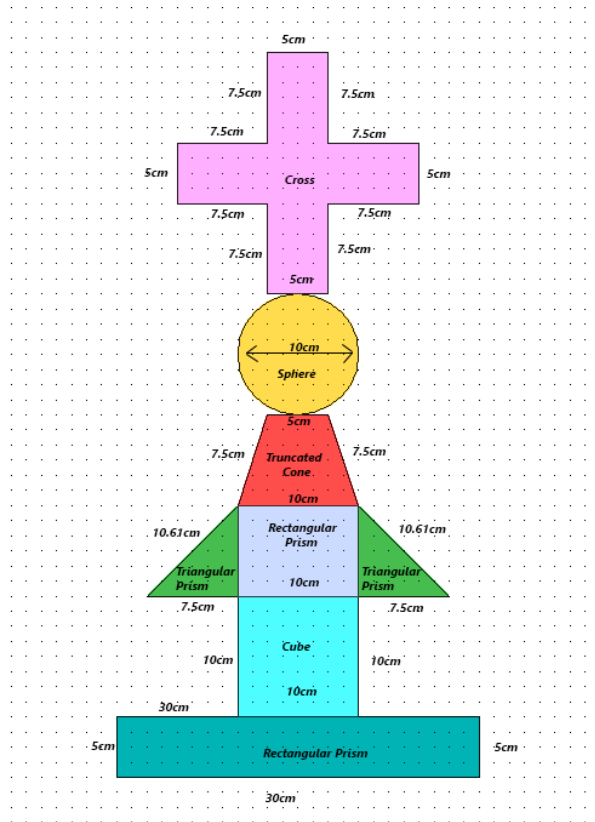 5cm
7.5cm
7.5cm
7.5cm
7.5cm
5cm
Cross
5cm
7.5cm
7.5cm
7.5cm
7.5cm
5cm
10cm
Sphere
5cm
7.5cm
7.5cm
Truncated
Cone
10cm
10.61cm
Rectangular
Prism
10.61cm
Triangular
Prism
10cm
Triangular
Prism
7.5cm
7.5cm
Cube
10cm
10cm
10cm
30cm
5cm
Rectangular Prism
5cm
30cm